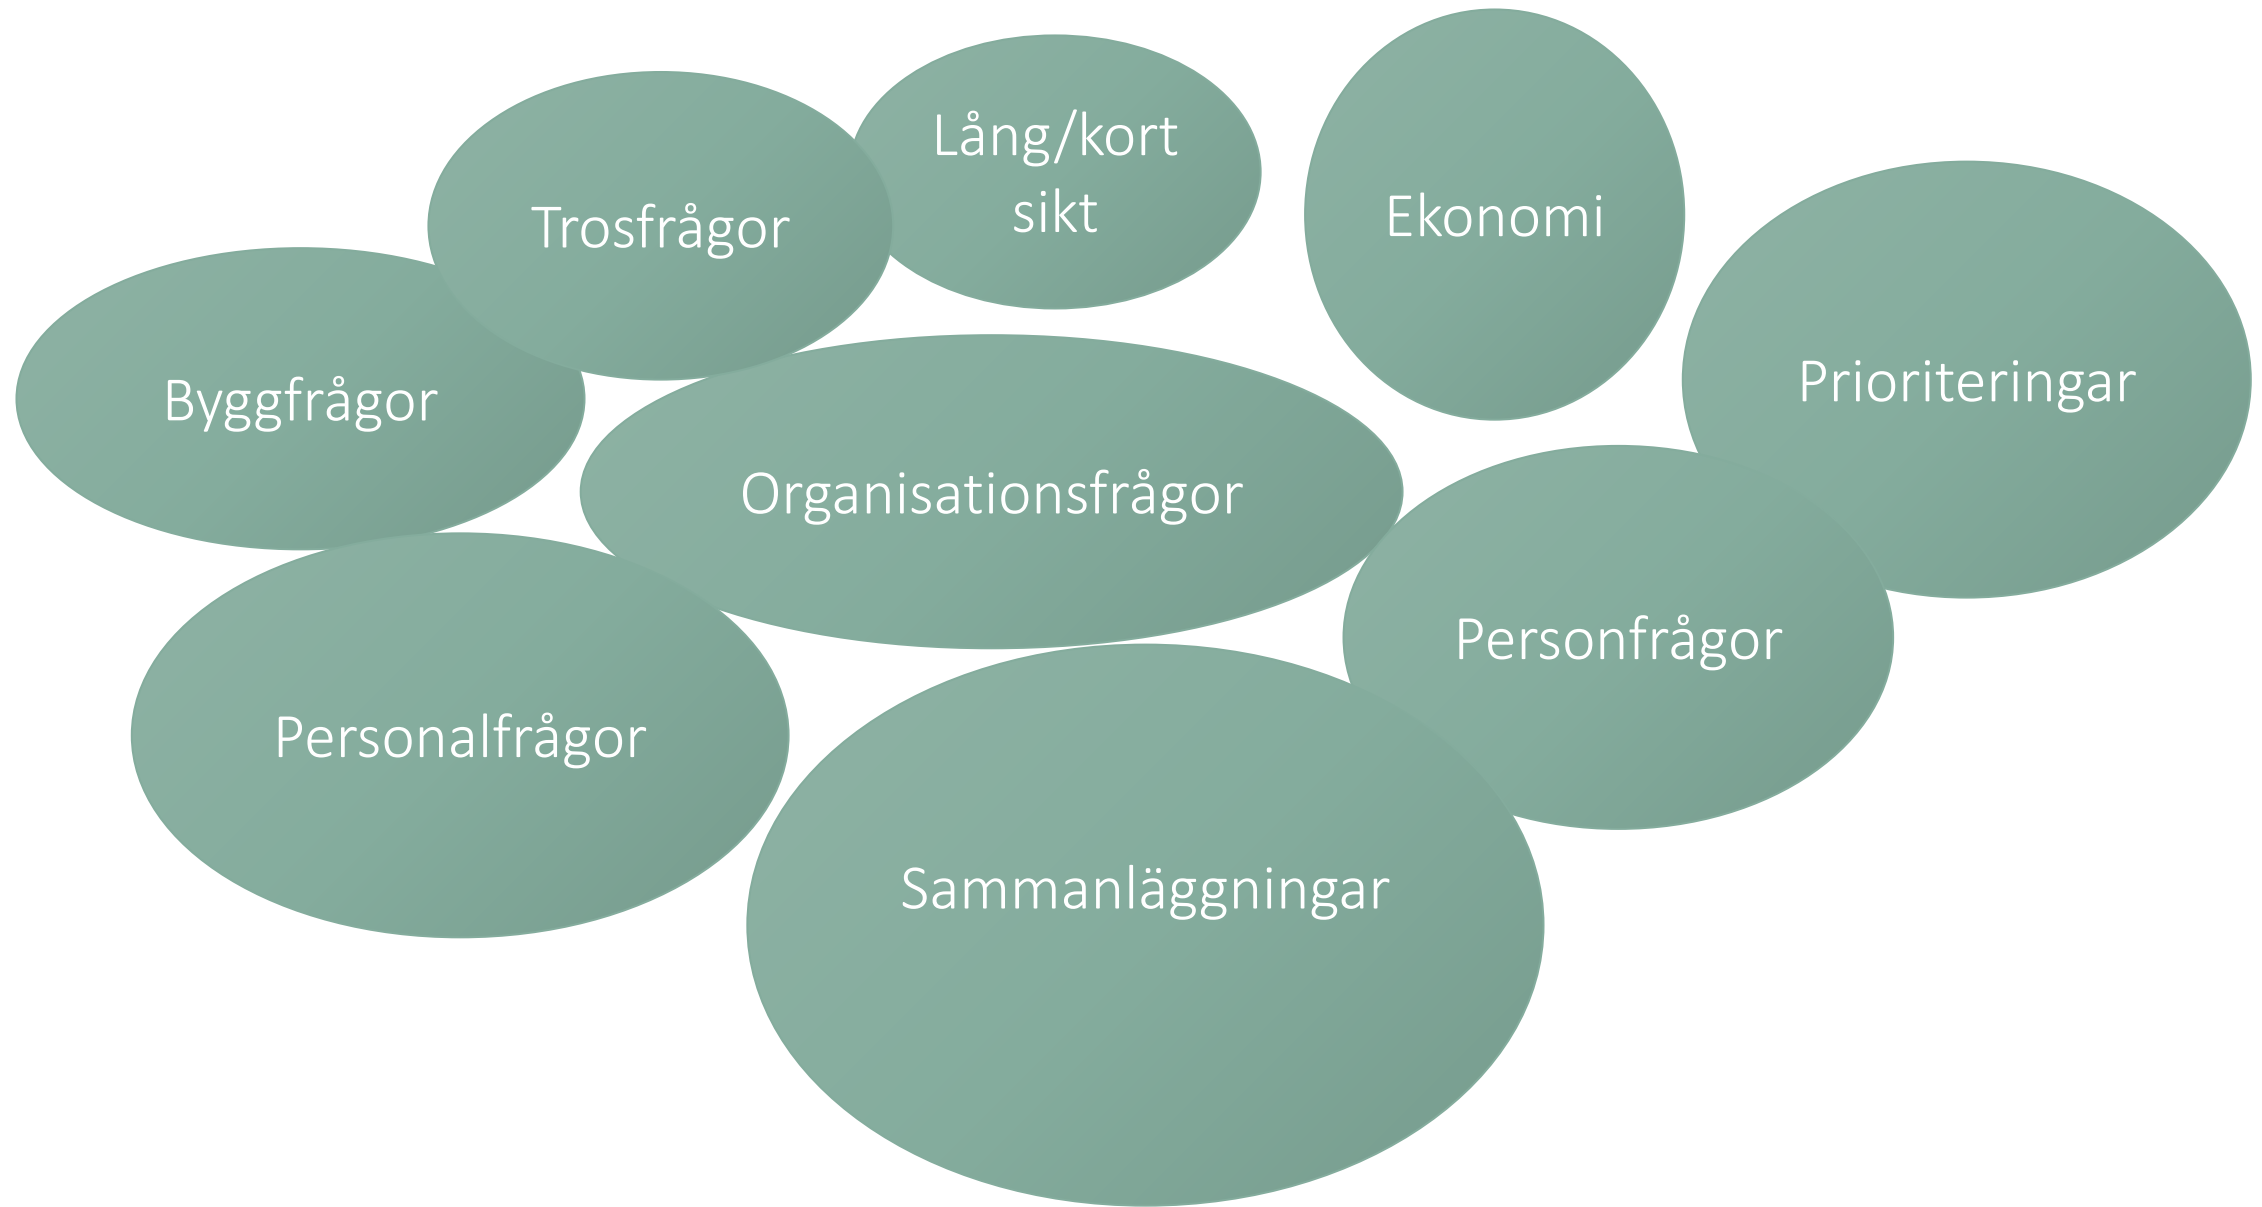 Lång/kort
sikt
Ekonomi
Trosfrågor
Prioriteringar
Byggfrågor
Organisationsfrågor
Personfrågor
Personalfrågor
Sammanläggningar